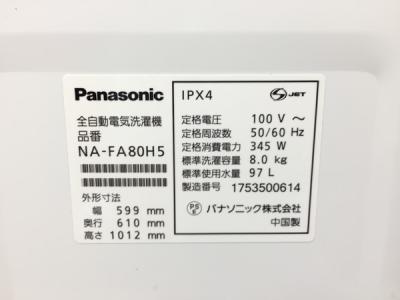 Panasonic
全自動電気洗濯機
品番
NA-FA80H5
外形寸法
幅 599 mm
奥行 610 mm
高さ 1012 mm
IPX4
S JET
定格電圧 100 V ～
定格周波数 50/60 Hz
定格消費電力 345 W
標準洗濯容量 8.0 kg
標準使用水量 97 L
製造番号 1753500614
PS E パナソニック株式会社
中国製